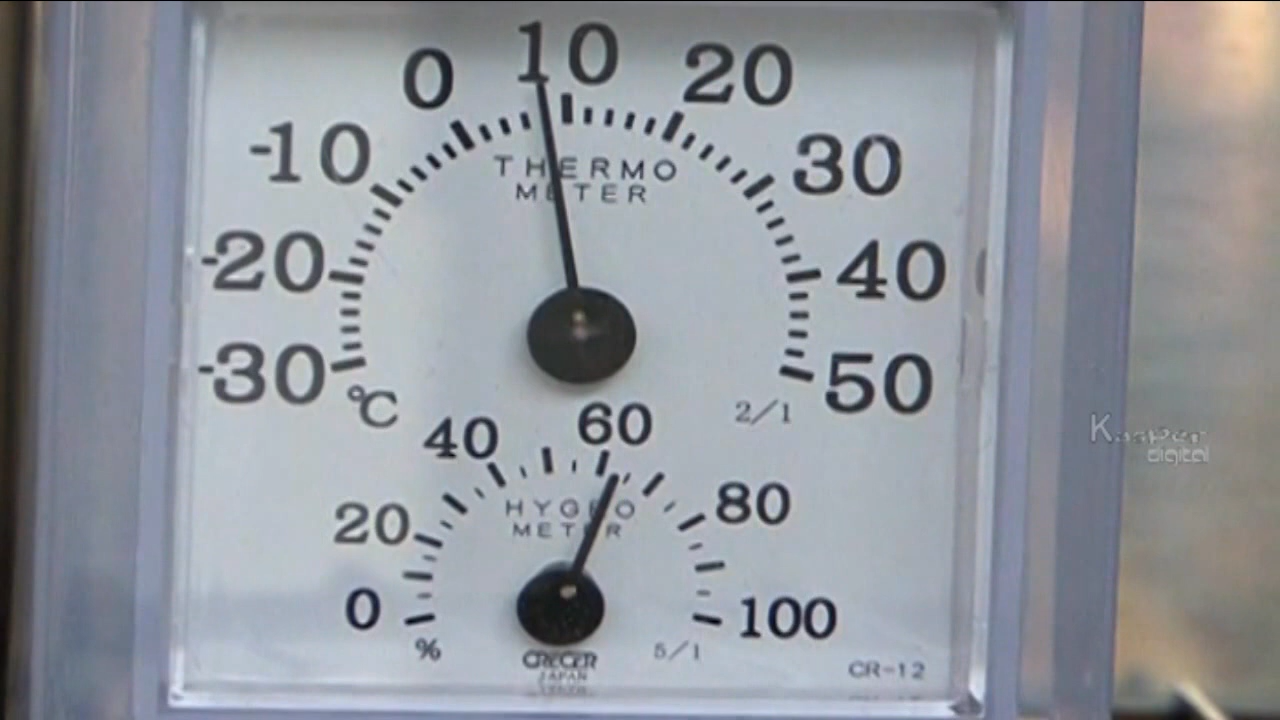 10
0
20
-10
30
THERMO
METER
-20
40
-30
50
°C
2/1
40
60
20
80
HYGRO
METER
0
100
%
5/1
CRECER
JAPAN
CR-12
Kasper
digital